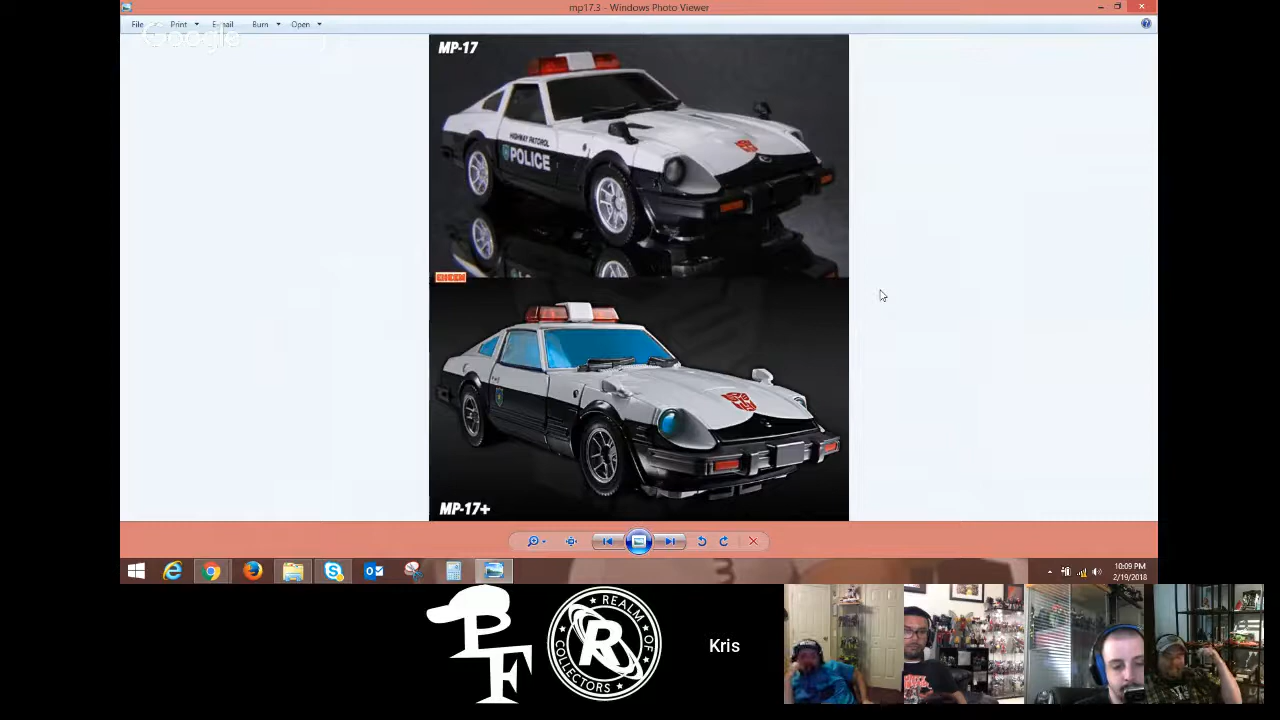 mp17.3 - Windows Photo Viewer
File Print E-mail Burn Open
Google
MP-17
HIGHWAY PATROL
POLICE
MP-17+
10:09 PM
2/19/2018
PF
REALM OF
R
COLLECTORS
Kris